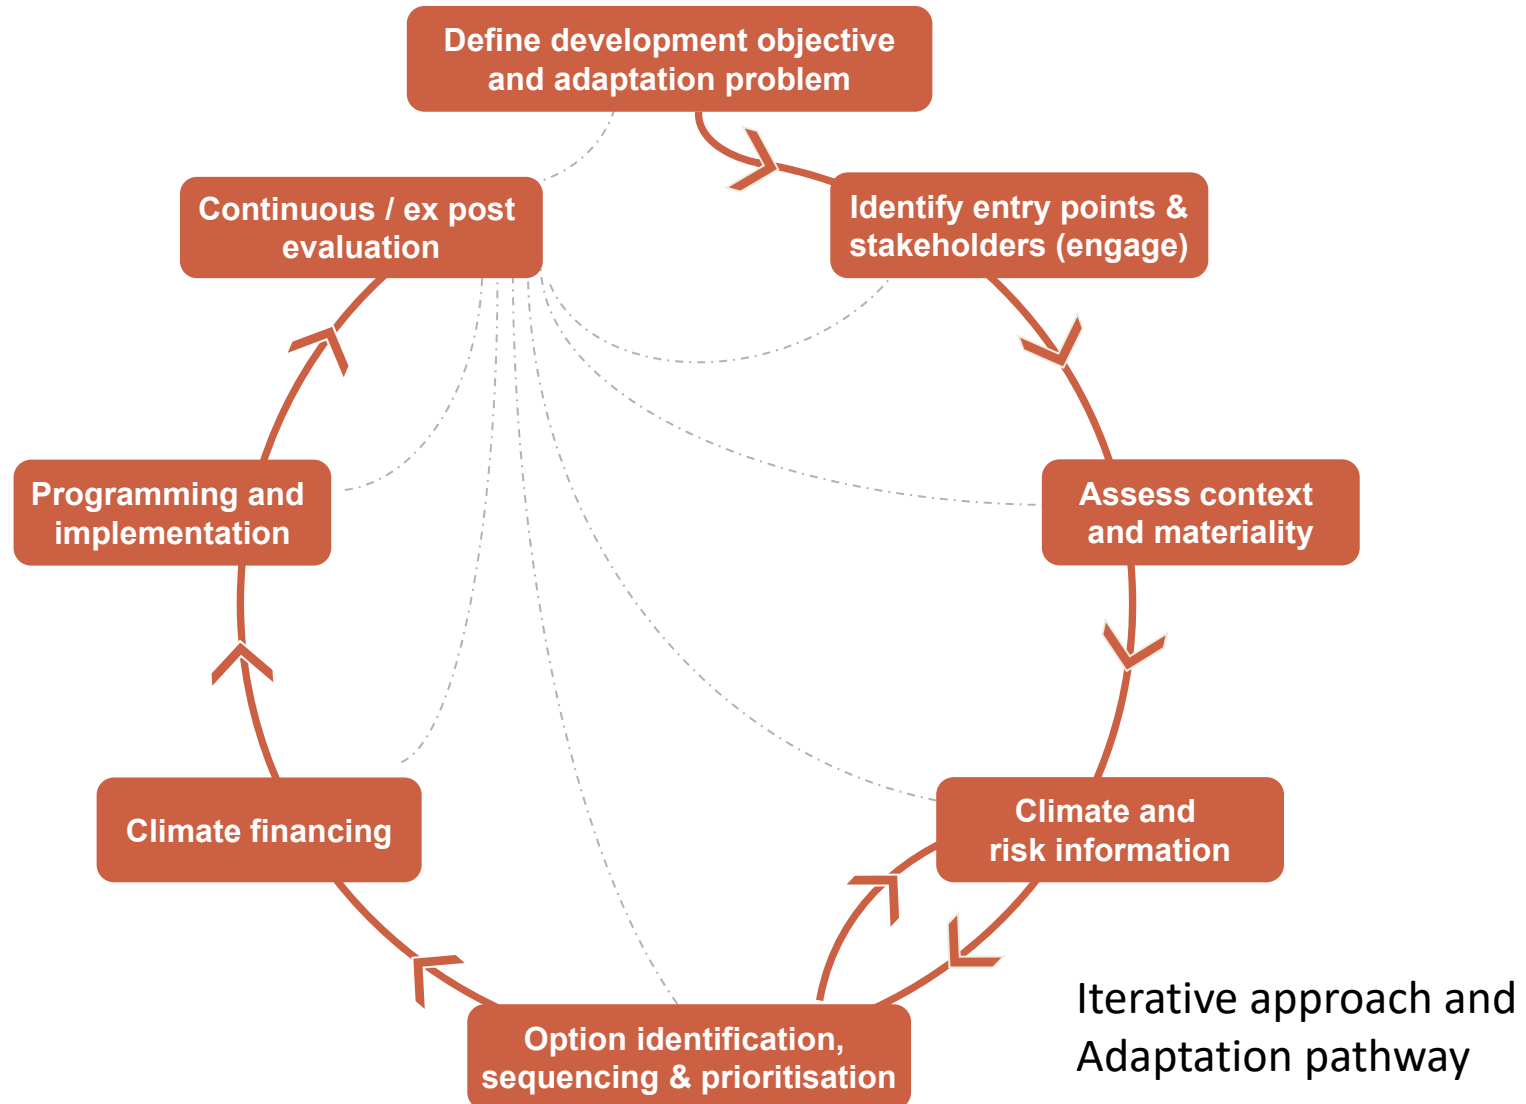 Define development objective
and adaptation problem
Identify entry points &
stakeholders (engage)
Assess context
and materiality
Climate and
risk information
Option identification,
sequencing & prioritisation
Climate financing
Programming and
implementation
Continuous / ex post
evaluation
Iterative approach and
Adaptation pathway